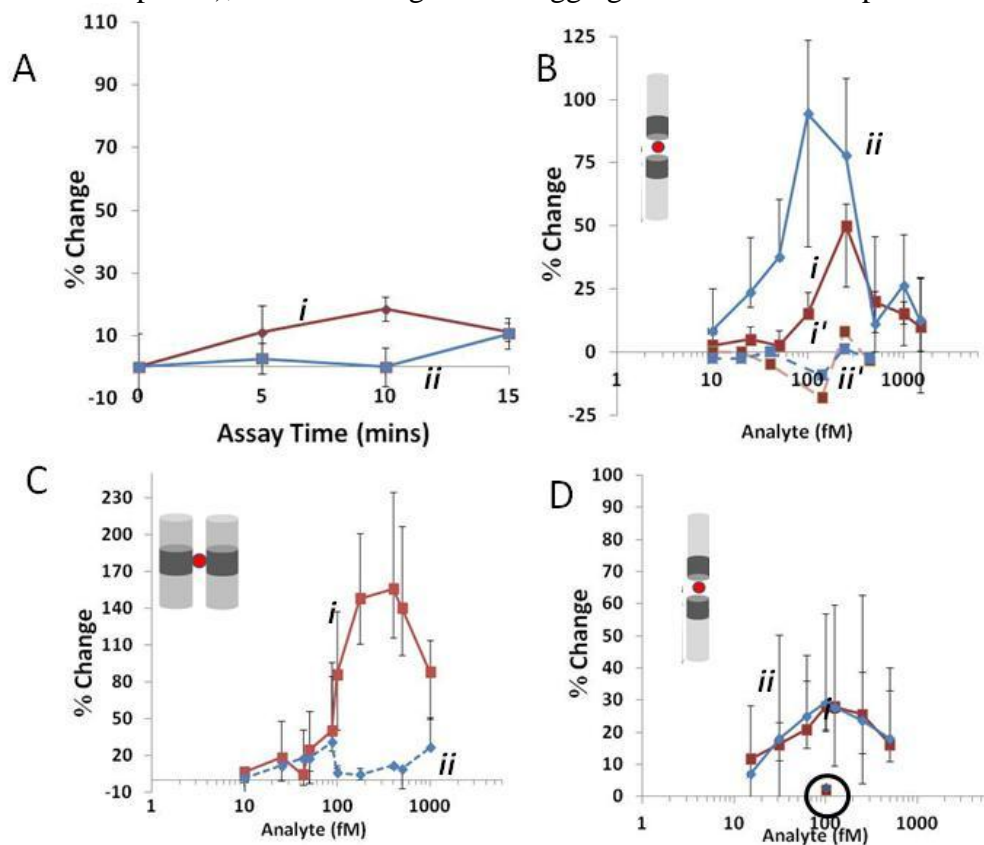 A
110
90
70
50
30
10
-10
% Change
i
ii
0
5
10
15
Assay Time (mins)
B
125
100
75
50
25
0
-25
% Change
ii
i
i'
ii'
1
10
100
1000
Analyte (fM)
C
230
200
170
140
110
80
50
20
-10
% Change
i
ii
1
10
100
1000
Analyte (fM)
D
100
90
80
70
60
50
40
30
20
10
0
% Change
ii
i
1
10
100
1000
Analyte (fM)